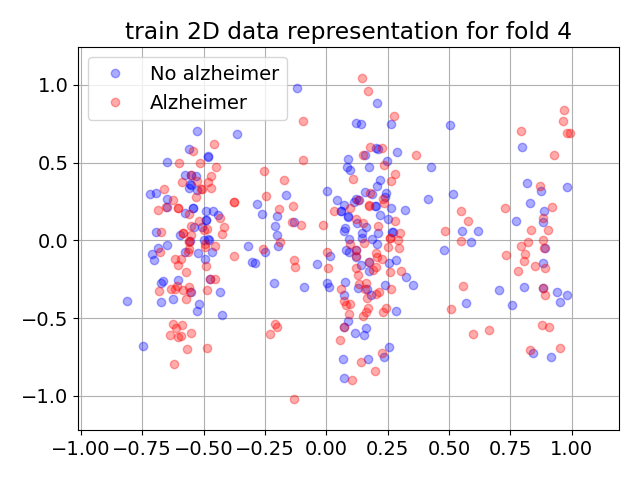 train 2D data representation for fold 4
No alzheimer
Alzheimer
1.0
0.5
0.0
−0.5
−1.0
−1.00 −0.75 −0.50 −0.25 0.00 0.25 0.50 0.75 1.00